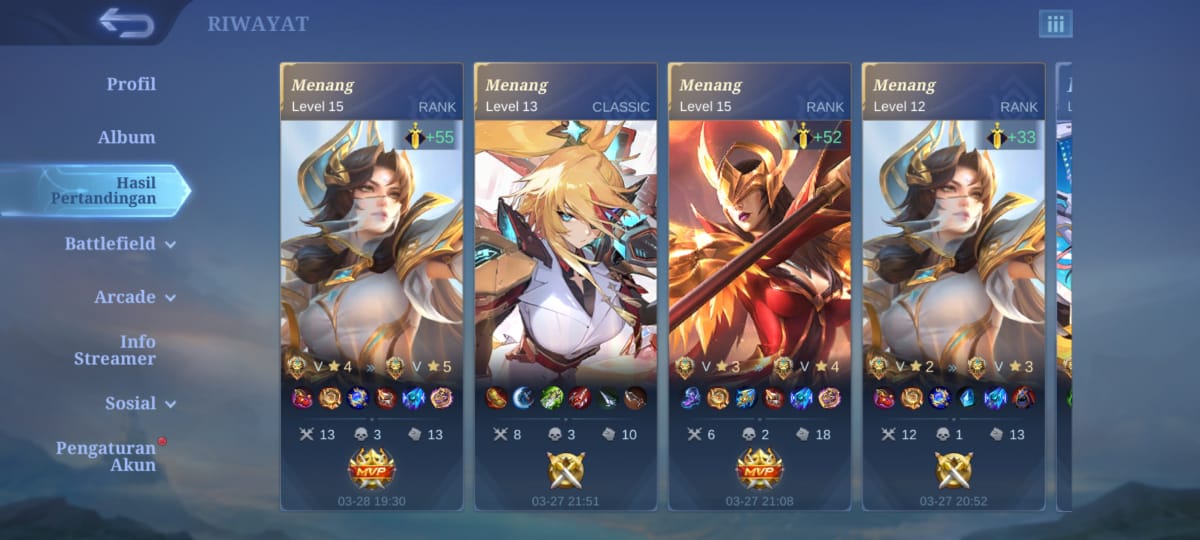 RIWAYAT
Profil
Album
Hasil
Pertandingan
Battlefield
Arcade
Info
Streamer
Sosial
Pengaturan
Akun
Menang
Level 15 RANK
+55
V 4 » V 5
13 3 13
MVP
03-28 19:30
Menang
Level 13 CLASSIC
8 3 10
03-27 21:51
Menang
Level 15 RANK
+52
V 3 » V 4
6 2 18
MVP
03-27 21:08
Menang
Level 12 RANK
+33
V 2 » V 3
12 1 13
03-27 20:52